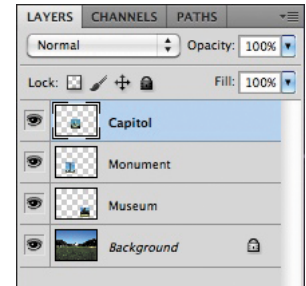 LAYERS CHANNELS PATHS
Normal Opacity: 100%
Lock: Fill: 100%
Capitol
Monument
Museum
Background